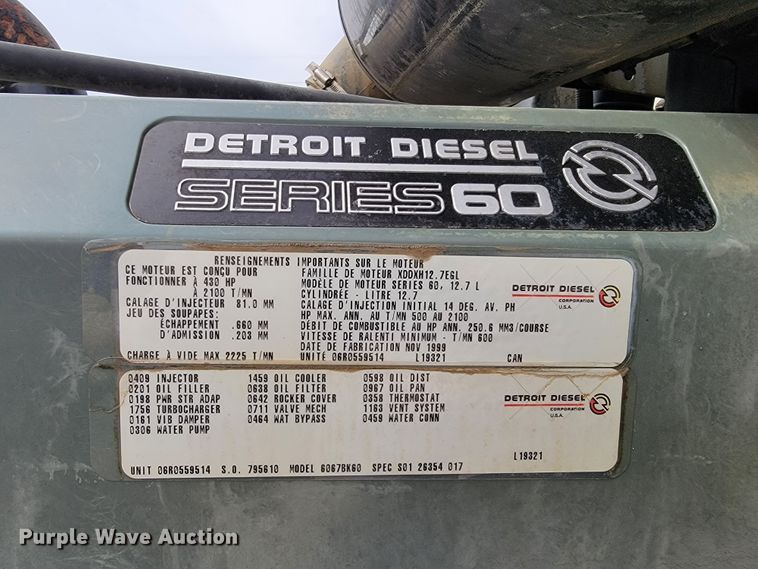 DETROIT DIESEL
SERIES 60
RENSEIGNEMENTS IMPORTANTS SUR LE MOTEUR
CE MOTEUR EST CONÇU POUR
FONCTIONNER À 430 HP
À 2100 T/MN
CALAGE D'INJECTEUR 81.0 MM
JEU DES SOUPAPES:
ÉCHAPPEMENT .660 MM
D'ADMISSION .203 MM
CHARGE À VIDE MAX 2225 T/MN
FAMILLE DE MOTEUR XDDXH12.7EGL
MODÈLE DE MOTEUR SERIES 60, 12.7 L
CYLINDRÉE - LITRE 12.7
CALAGE D'INJECTION INITIAL 14 DEG. AV. PH
HP MAX. ANN. AU T/MN 500 AU 2100
DÉBIT DE COMBUSTIBLE AU HP ANN. 250.6 MM3/COURSE
VITESSE DE RALENTI MINIMUM - T/MN 600
DATE DE FABRICATION NOV 1999
UNITÉ 06R0559514 L19321 CAN
DETROIT DIESEL
CORPORATION
U.S.A.
0409 INJECTOR 1459 OIL COOLER 0598 OIL DIST
0201 OIL FILLER 0638 OIL FILTER 0967 OIL PAN
0198 PWR STR ADAP 0642 ROCKER COVER 0358 THERMOSTAT
1756 TURBOCHARGER 0711 VALVE MECH 1163 VENT SYSTEM
0161 VIB DAMPER 0464 WAT BYPASS 0459 WATER CONN
0306 WATER PUMP
DETROIT DIESEL
CORPORATION
U.S.A.
L19321
UNIT 06R0559514 S.O. 795610 MODEL 6067BK60 SPEC S01 26354 017
Purple Wave Auction